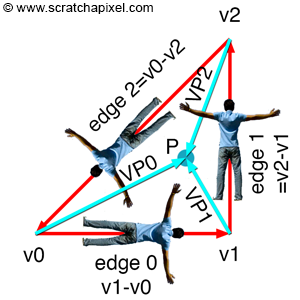 © www.scratchapixel.com
v2
edge 2=v0-v2
VP2
P
VP0
edge 1
=v2-v1
VP1
v0
edge 0
v1
v1-v0